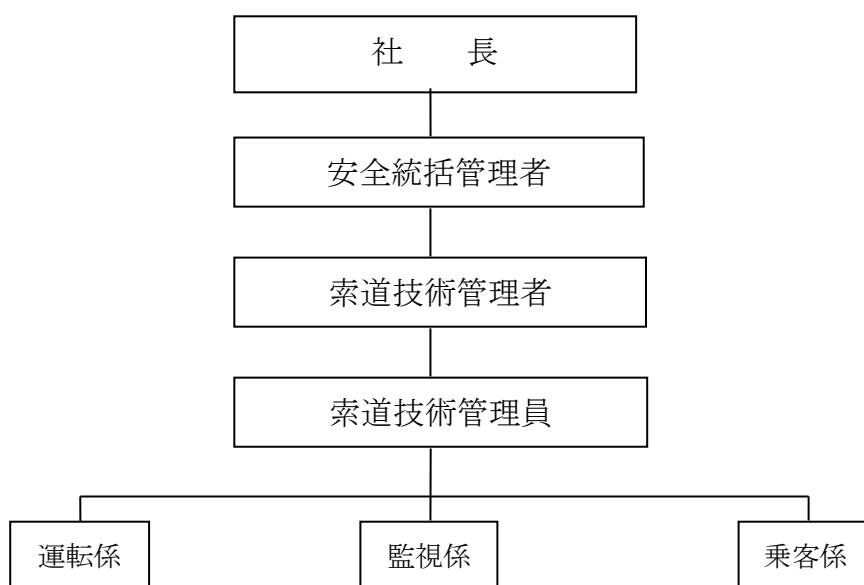 社　　長
安全統括管理者
索道技術管理者
索道技術管理員
運転係
監視係
乗客係